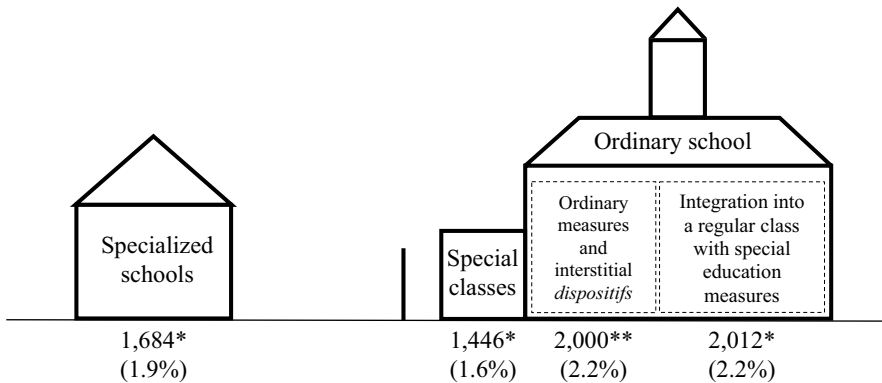 Ordinary school
Specialized
schools
Special
classes
Ordinary
measures
and
interstitial
dispositifs
Integration into
a regular class
with special
education
measures
1,684*
(1.9%)
1,446*
(1.6%)
2,000**
(2.2%)
2,012*
(2.2%)